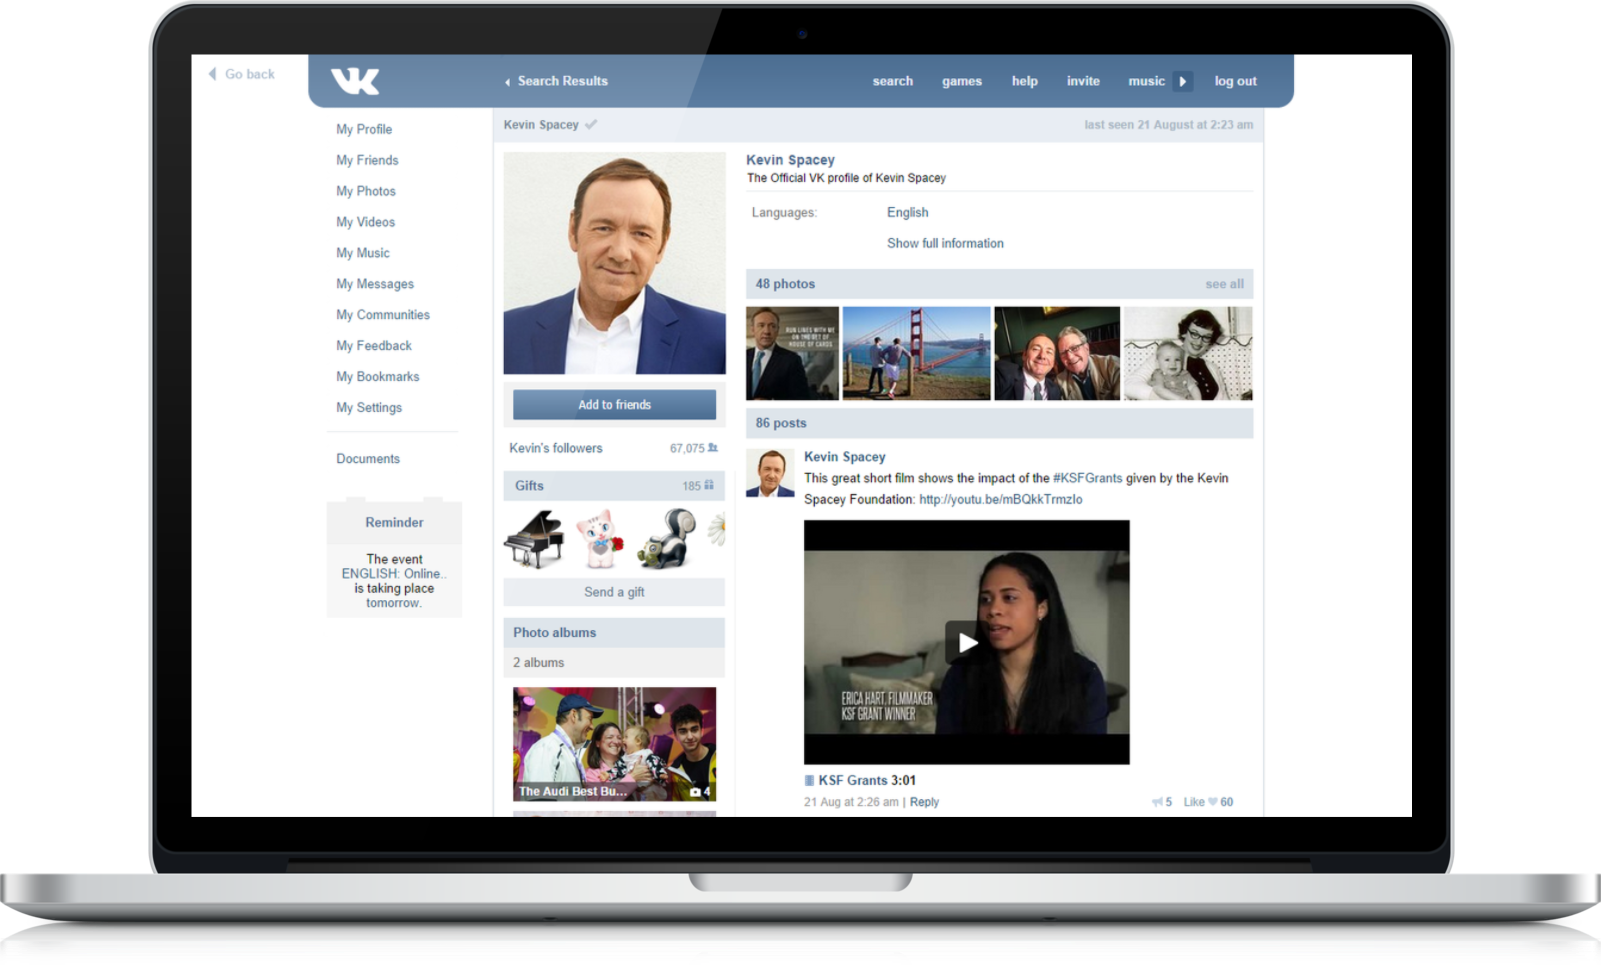 Go back
VK
Search Results
search
games
help
invite
music
log out
My Profile
My Friends
My Photos
My Videos
My Music
My Messages
My Communities
My Feedback
My Bookmarks
My Settings
Documents
Reminder
The event
ENGLISH: Online..
is taking place
tomorrow.
Kevin Spacey
last seen 21 August at 2:23 am
Add to friends
Kevin's followers 67,075
Gifts 185
Send a gift
Photo albums
2 albums
The Audi Best Bu... 4
Kevin Spacey
The Official VK profile of Kevin Spacey
Languages: English
Show full information
48 photos see all
RUN LINES WITH ME
ON THE SET OF
HOUSE OF CARDS
86 posts
Kevin Spacey
This great short film shows the impact of the #KSFGrants given by the Kevin
Spacey Foundation: http://youtu.be/mBQkkTrmzIo
ERICA HART, FILMMAKER
KSF GRANT WINNER
KSF Grants 3:01
21 Aug at 2:26 am | Reply
5 Like 60